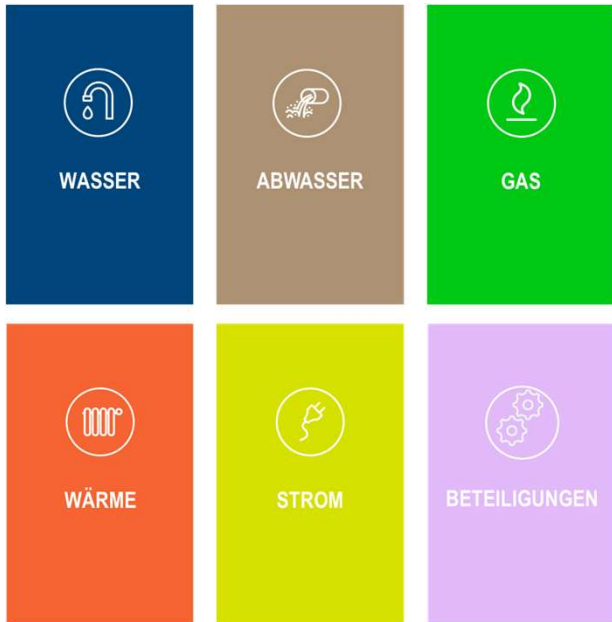 WASSER
ABWASSER
GAS
WÄRME
STROM
BETEILIGUNGEN